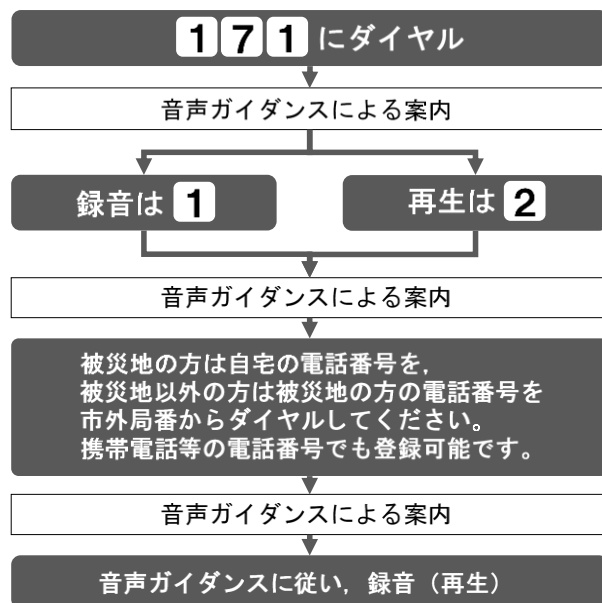 171にダイヤル
音声ガイダンスによる案内
録音は 1
再生は 2
音声ガイダンスによる案内
被災地の方は自宅の電話番号を，
被災地以外の方は被災地の方の電話番号を
市外局番からダイヤルしてください。
携帯電話等の電話番号でも登録可能です。
音声ガイダンスによる案内
音声ガイダンスに従い，録音（再生）